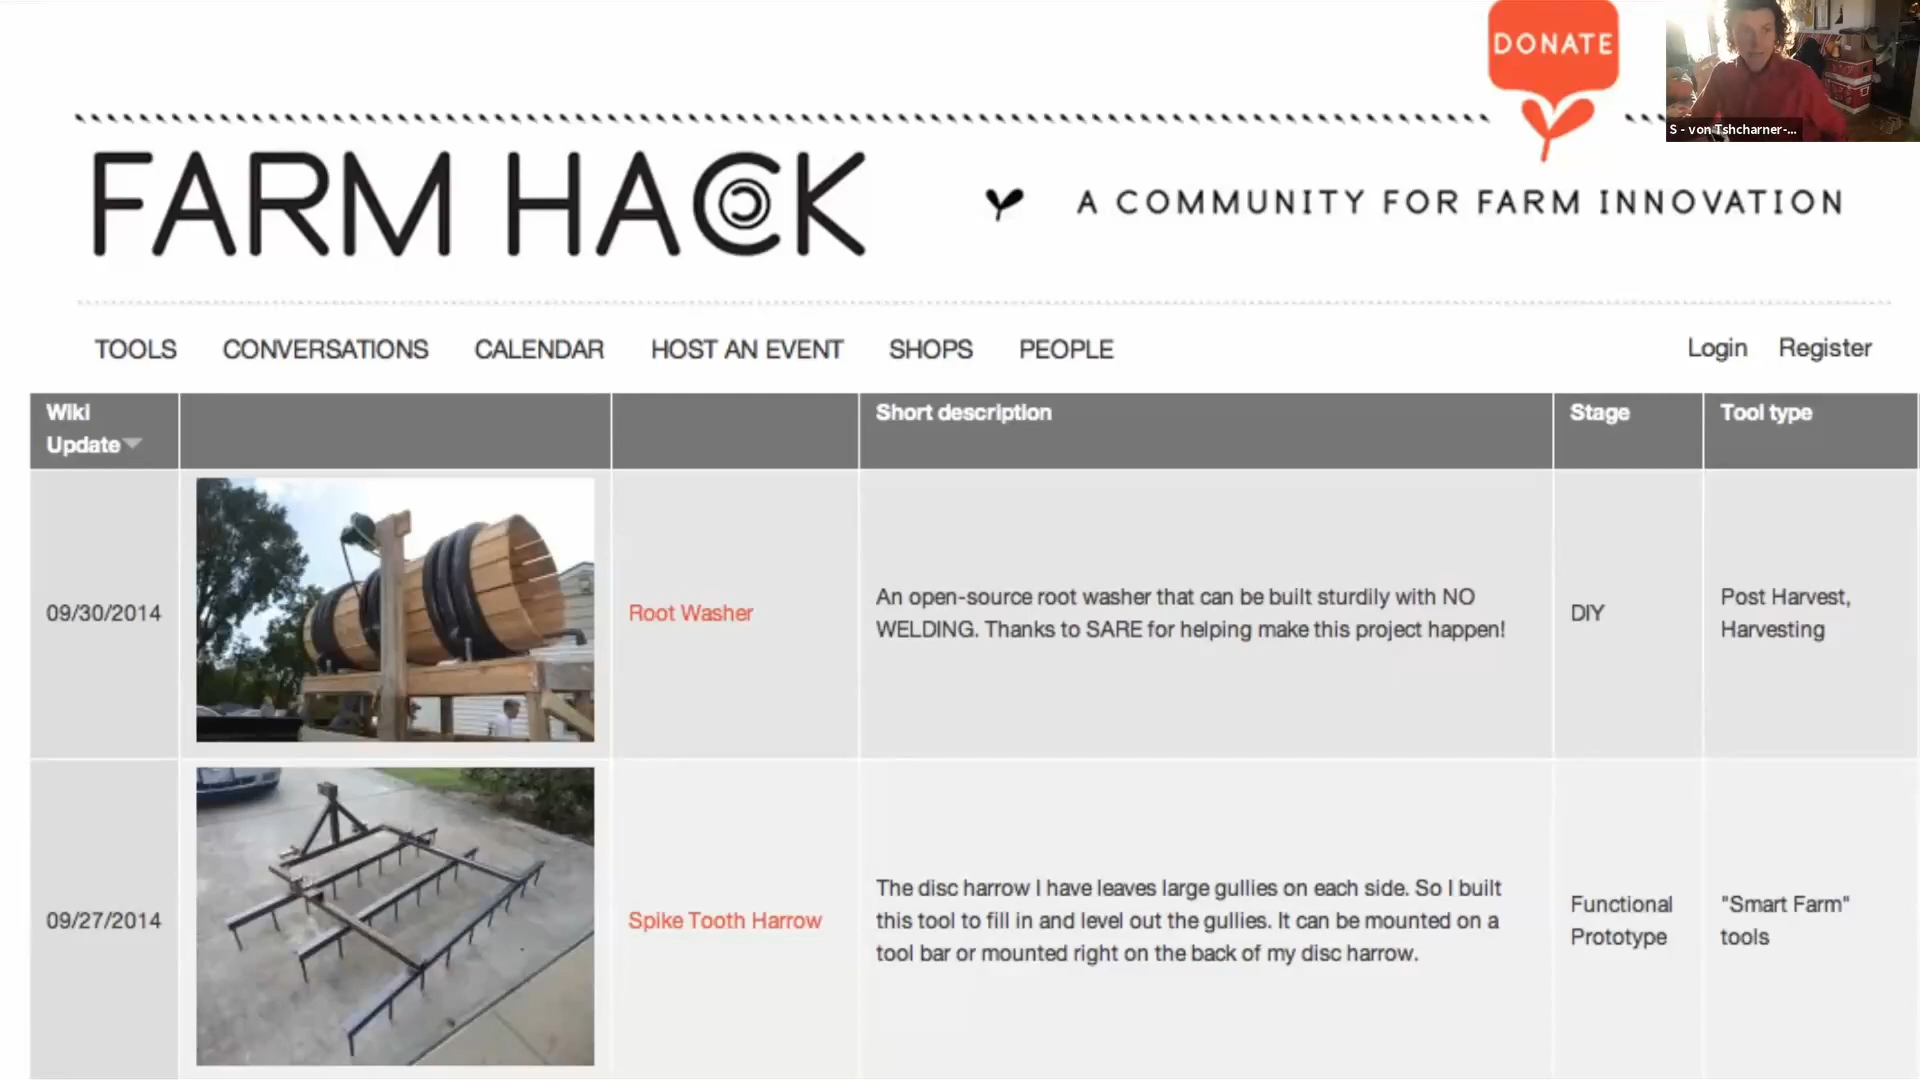 DONATE
S - von Tshcharner-...
FARM HACK
A COMMUNITY FOR FARM INNOVATION
TOOLS CONVERSATIONS CALENDAR HOST AN EVENT SHOPS PEOPLE Login Register
Wiki
Update
Short description
Stage
Tool type
09/30/2014
Root Washer
An open-source root washer that can be built sturdily with NO
WELDING. Thanks to SARE for helping make this project happen!
DIY
Post Harvest,
Harvesting
09/27/2014
Spike Tooth Harrow
The disc harrow I have leaves large gullies on each side. So I built
this tool to fill in and level out the gullies. It can be mounted on a
tool bar or mounted right on the back of my disc harrow.
Functional
Prototype
"Smart Farm"
tools